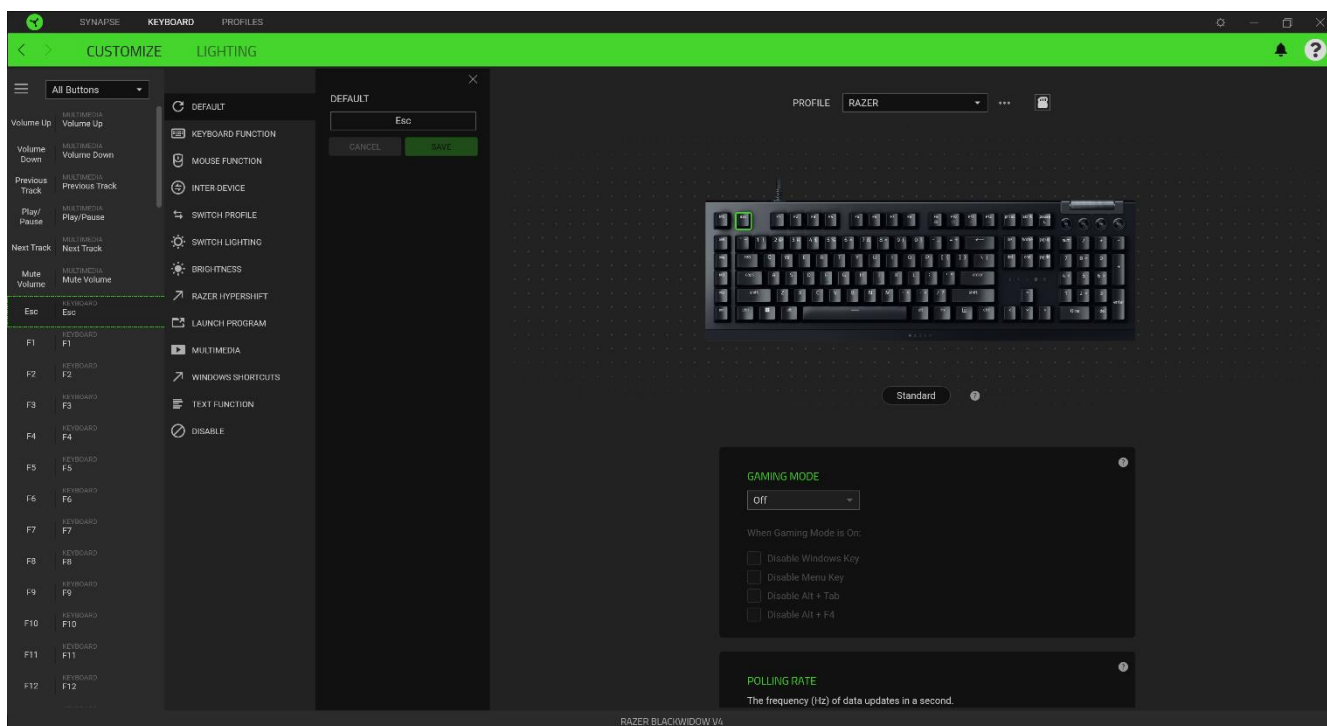 SYNAPSE KEYBOARD PROFILES
CUSTOMIZE LIGHTING
All Buttons
Volume Up MULTIMEDIA Volume Up
Volume Down MULTIMEDIA Volume Down
Previous Track MULTIMEDIA Previous Track
Play/Pause MULTIMEDIA Play/Pause
Next Track MULTIMEDIA Next Track
Mute Volume MULTIMEDIA Mute Volume
Esc KEYBOARD Esc
F1 KEYBOARD F1
F2 KEYBOARD F2
F3 KEYBOARD F3
F4 KEYBOARD F4
F5 KEYBOARD F5
F6 KEYBOARD F6
F7 KEYBOARD F7
F8 KEYBOARD F8
F9 KEYBOARD F9
F10 KEYBOARD F10
F11 KEYBOARD F11
F12 KEYBOARD F12
DEFAULT
KEYBOARD FUNCTION
MOUSE FUNCTION
INTER-DEVICE
SWITCH PROFILE
SWITCH LIGHTING
BRIGHTNESS
RAZER HYPERSHIFT
LAUNCH PROGRAM
MULTIMEDIA
WINDOWS SHORTCUTS
TEXT FUNCTION
DISABLE
DEFAULT
Esc
CANCEL SAVE
PROFILE RAZER
Standard
GAMING MODE
Off
When Gaming Mode is On:
Disable Windows Key
Disable Menu Key
Disable Alt + Tab
Disable Alt + F4
POLLING RATE
The frequency (Hz) of data updates in a second.
RAZER BLACKWIDOW V4